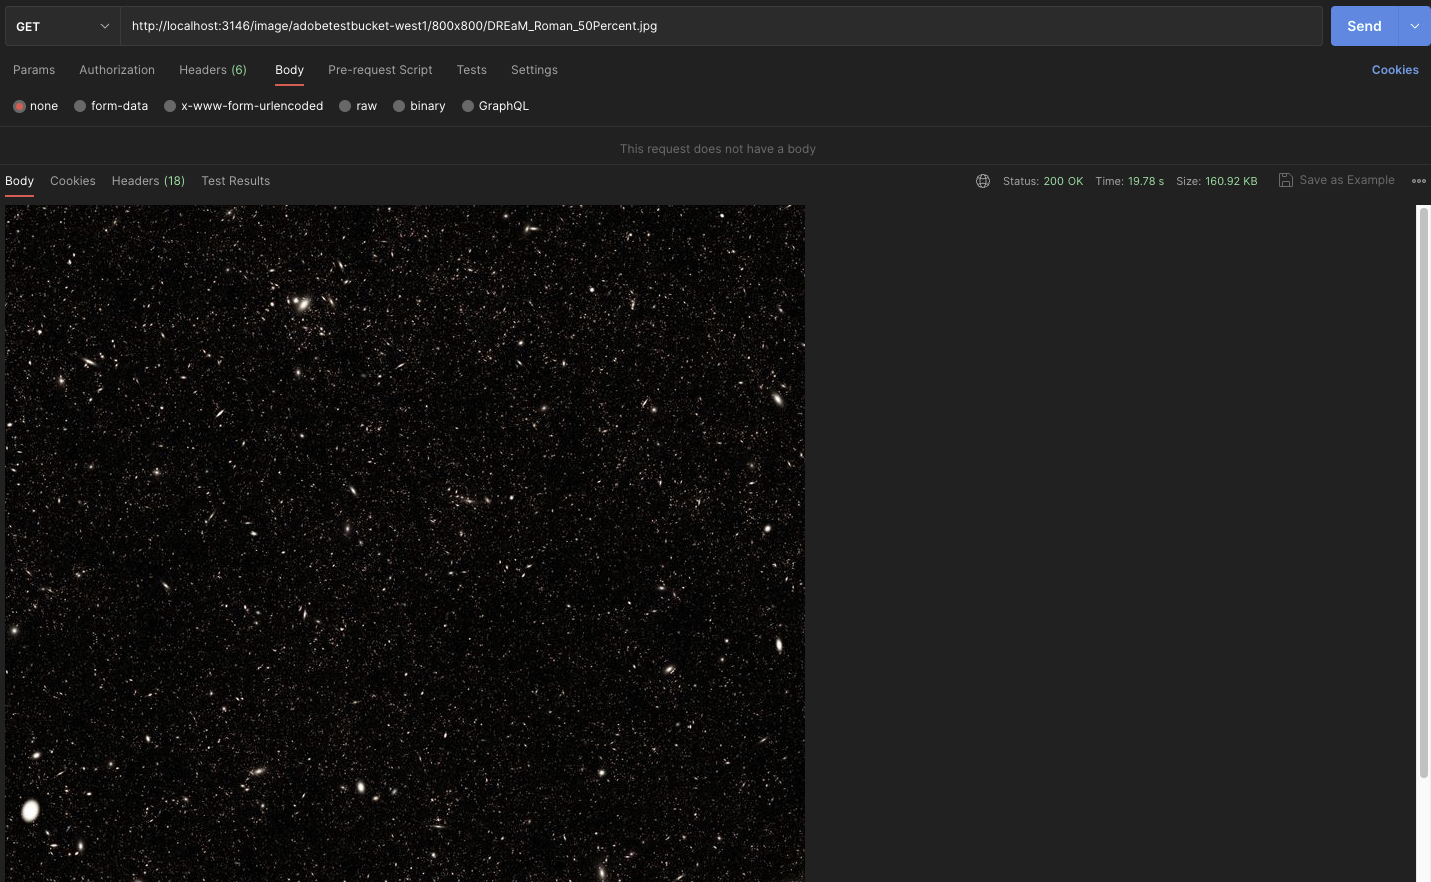 GET http://localhost:3146/image/adobetestbucket-west1/800x800/DREaM_Roman_50Percent.jpg Send
Params Authorization Headers (6) Body Pre-request Script Tests Settings Cookies
none form-data x-www-form-urlencoded raw binary GraphQL
This request does not have a body
Body Cookies Headers (18) Test Results Status: 200 OK Time: 19.78 s Size: 160.92 KB Save as Example